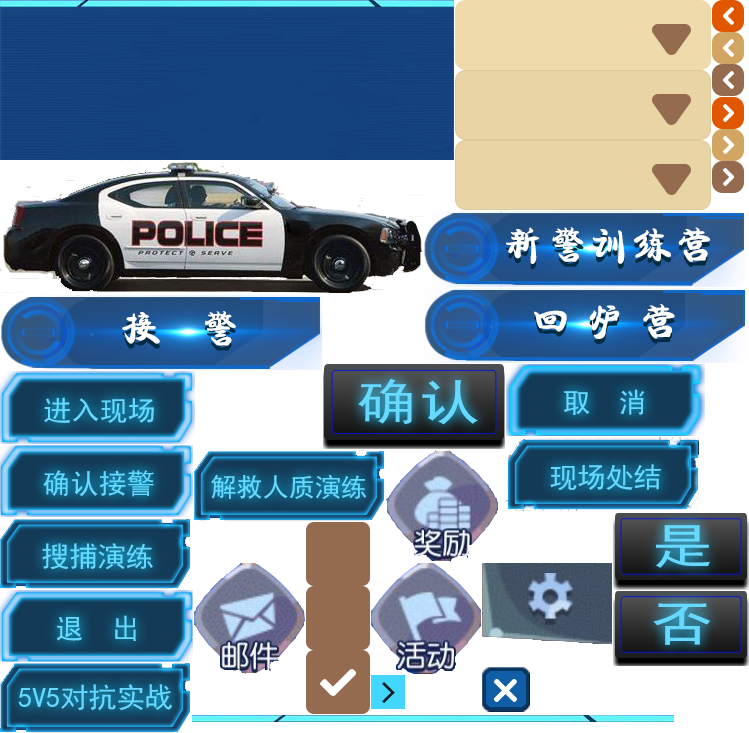 POLICE
PROTECT & SERVE
新警训练营
接 警
回炉营
进入现场
确认
取 消
确认接警
解救人质演练
现场处结
奖励
搜捕演练
是
退 出
邮件
活动
否
5V5对抗实战